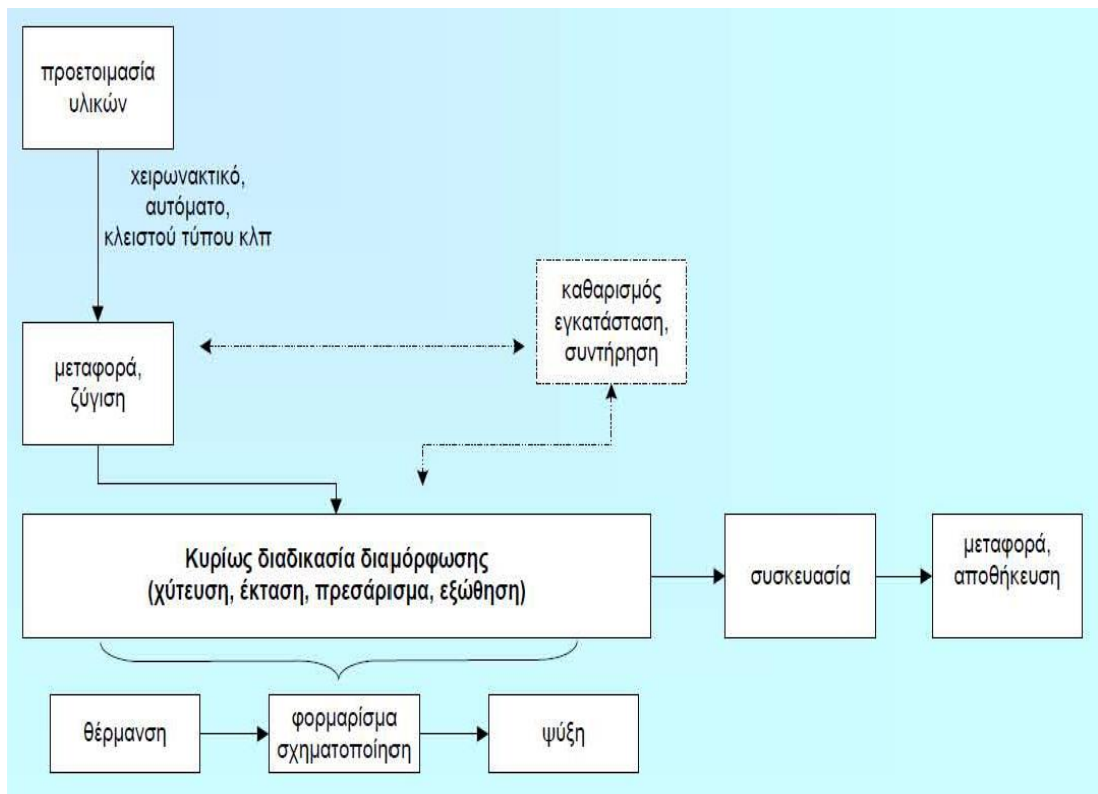 προετοιμασία
υλικών
χειρωνακτικό,
αυτόματο,
κλειστού τύπου κλπ
καθαρισμός
εγκατάσταση,
συντήρηση
μεταφορά,
ζύγιση
Κυρίως διαδικασία διαμόρφωσης
(χύτευση, έκταση, πρεσάρισμα, εξώθηση)
συσκευασία
μεταφορά,
αποθήκευση
θέρμανση
φορμαρίσμα
σχηματοποίηση
ψύξη